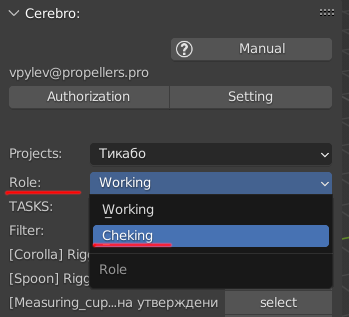 Cerebro:
Manual
vpylev@propellers.pro
Authorization Setting
Projects: Тикабо
Role: Working
TASKS: Working
Filter: Cheking
[Corolla] Rigg
[Spoon] Rigg Role
[Measuring_cup...на утверждени select